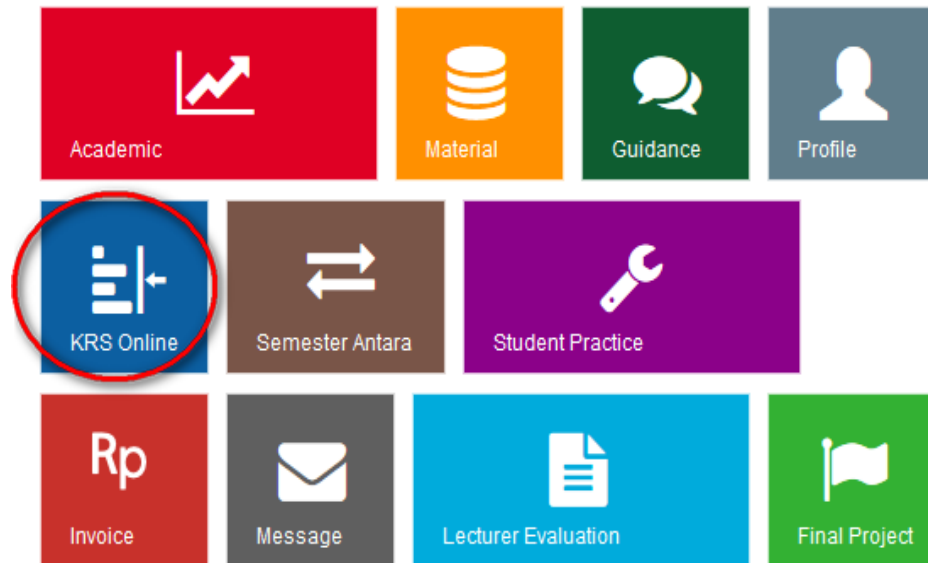 Academic
Material
Guidance
Profile
KRS Online
Semester Antara
Student Practice
Rp
Invoice
Message
Lecturer Evaluation
Final Project